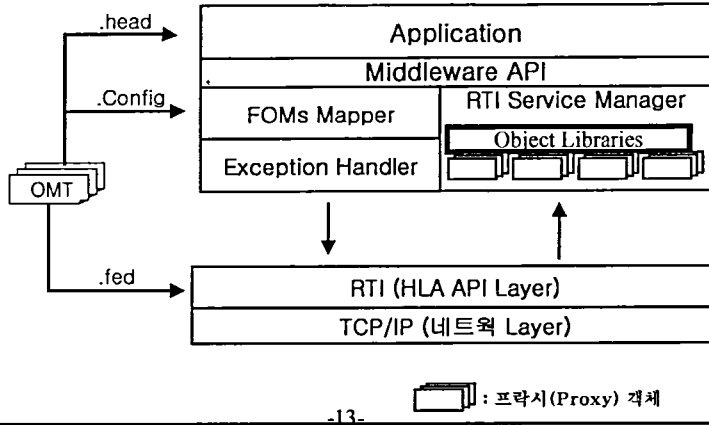 .head
Application
Middleware API
.Config
FOMs Mapper
RTI Service Manager
Object Libraries
Exception Handler
OMT
.fed
RTI (HLA API Layer)
TCP/IP (네트웍 Layer)
: 프락시(Proxy) 객체
-13-